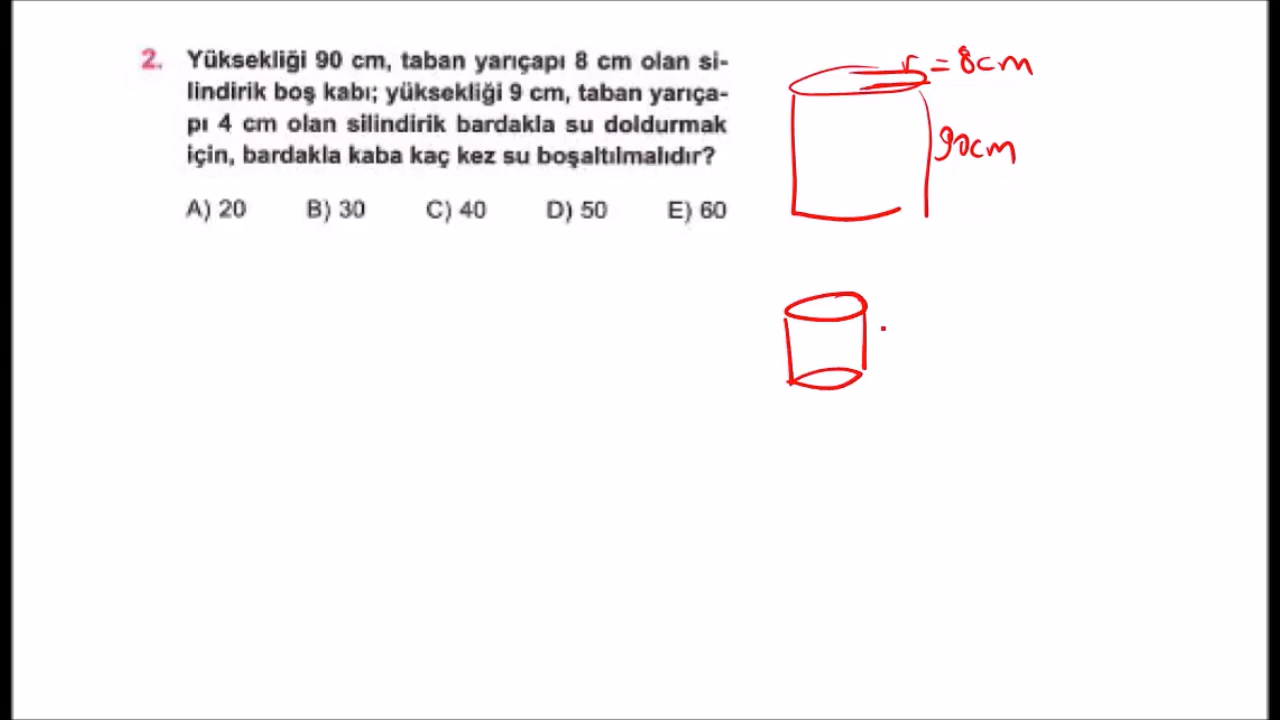 2. Yüksekliği 90 cm, taban yarıçapı 8 cm olan si-
lindirik boş kabı; yüksekliği 9 cm, taban yarıça-
pı 4 cm olan silindirik bardakla su doldurmak
için, bardakla kaba kaç kez su boşaltılmalıdır?
A) 20 B) 30 C) 40 D) 50 E) 60
r = 8cm
90cm